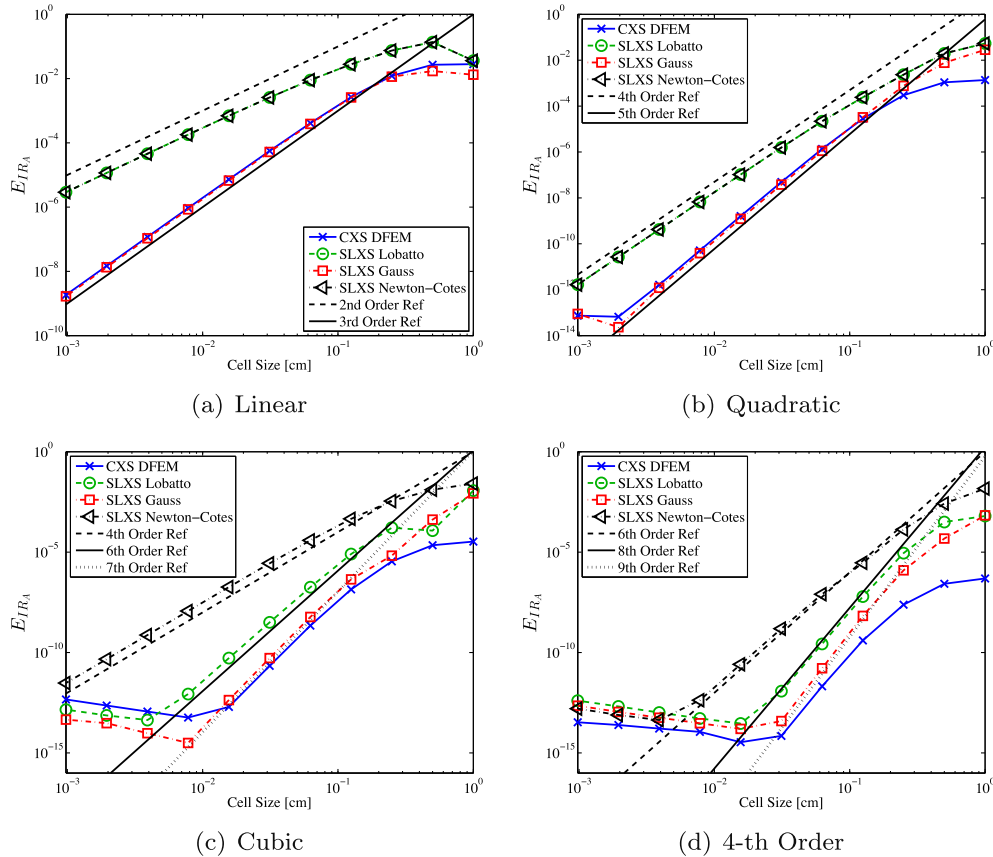 10^0
10^−2
10^−4
10^−6
10^−8
10^−10
E_{IRA}
CXS DFEM
SLXS Lobatto
SLXS Gauss
SLXS Newton−Cotes
2nd Order Ref
3rd Order Ref
10^−3
10^−2
10^−1
10^0
Cell Size [cm]
(a) Linear
10^0
10^−2
10^−4
10^−6
10^−8
10^−10
10^−12
10^−14
E_{IRA}
CXS DFEM
SLXS Lobatto
SLXS Gauss
SLXS Newton−Cotes
4th Order Ref
5th Order Ref
10^−3
10^−2
10^−1
10^0
Cell Size [cm]
(b) Quadratic
10^0
10^−5
10^−10
10^−15
E_{IRA}
CXS DFEM
SLXS Lobatto
SLXS Gauss
SLXS Newton−Cotes
4th Order Ref
6th Order Ref
7th Order Ref
10^−3
10^−2
10^−1
10^0
Cell Size [cm]
(c) Cubic
10^0
10^−5
10^−10
10^−15
E_{IRA}
CXS DFEM
SLXS Lobatto
SLXS Gauss
SLXS Newton−Cotes
6th Order Ref
8th Order Ref
9th Order Ref
10^−3
10^−2
10^−1
10^0
Cell Size [cm]
(d) 4-th Order